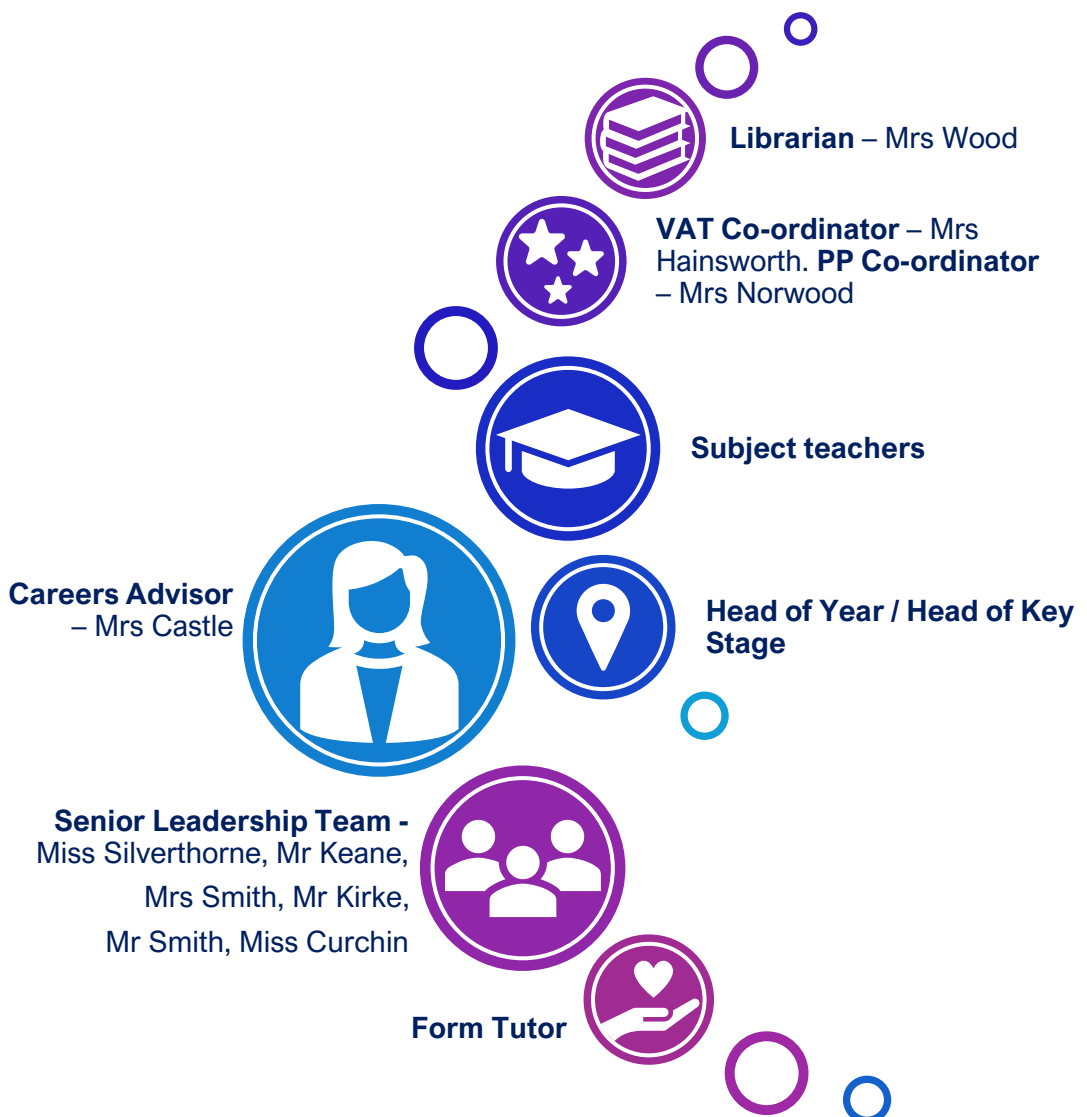 Librarian – Mrs Wood
VAT Co-ordinator – Mrs
Hainsworth. PP Co-ordinator
– Mrs Norwood
Subject teachers
Careers Advisor
– Mrs Castle
Head of Year / Head of Key
Stage
Senior Leadership Team -
Miss Silverthorne, Mr Keane,
Mrs Smith, Mr Kirke,
Mr Smith, Miss Curchin
Form Tutor